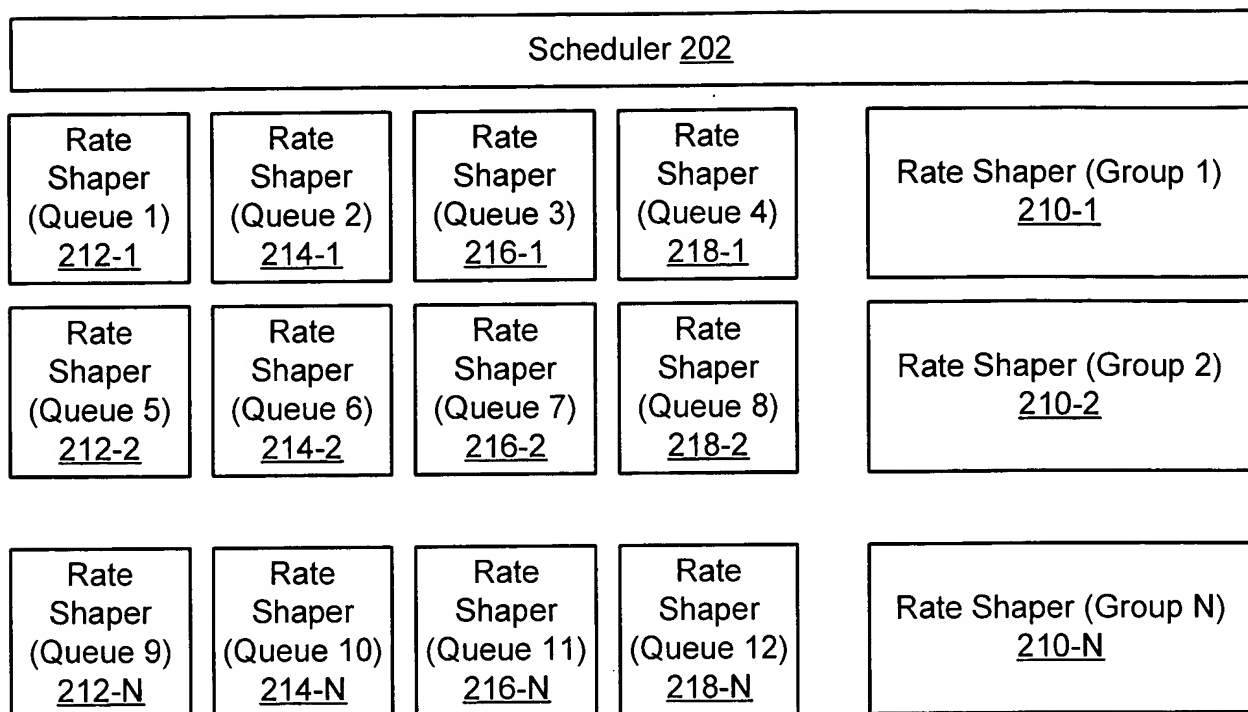 Scheduler 202
Rate
Shaper
(Queue 1)
212-1
Rate
Shaper
(Queue 2)
214-1
Rate
Shaper
(Queue 3)
216-1
Rate
Shaper
(Queue 4)
218-1
Rate Shaper (Group 1)
210-1
Rate
Shaper
(Queue 5)
212-2
Rate
Shaper
(Queue 6)
214-2
Rate
Shaper
(Queue 7)
216-2
Rate
Shaper
(Queue 8)
218-2
Rate Shaper (Group 2)
210-2
Rate
Shaper
(Queue 9)
212-N
Rate
Shaper
(Queue 10)
214-N
Rate
Shaper
(Queue 11)
216-N
Rate
Shaper
(Queue 12)
218-N
Rate Shaper (Group N)
210-N